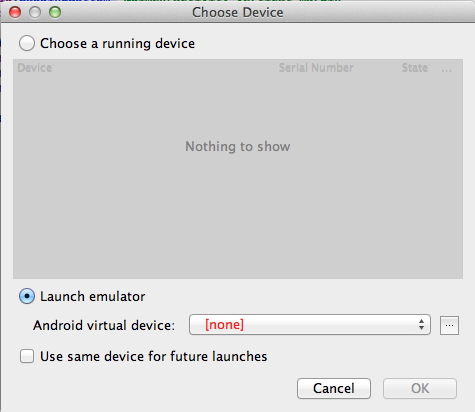 Choose Device
Choose a running device
Device Serial Number State ...
Nothing to show
Launch emulator
Android virtual device: [none] ...
Use same device for future launches
Cancel OK